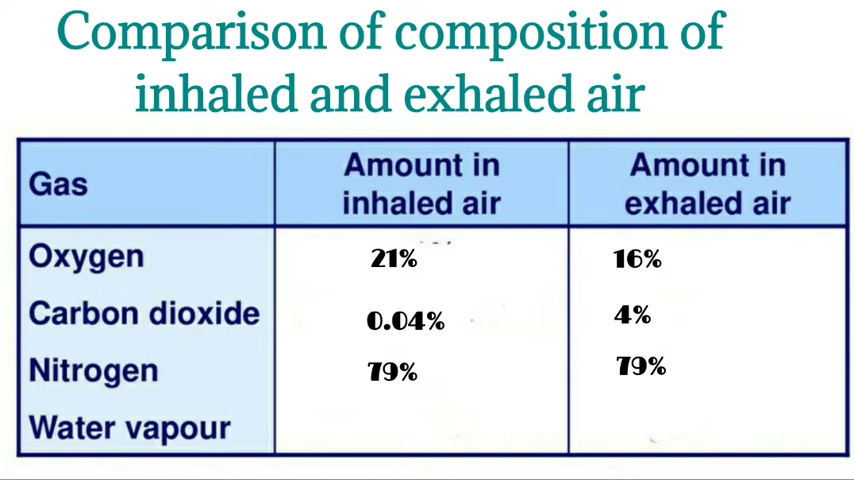 Comparison of composition of
inhaled and exhaled air
Gas
Amount in
inhaled air
Amount in
exhaled air
Oxygen 21% 16%
Carbon dioxide 0.04% 4%
Nitrogen 79% 79%
Water vapour